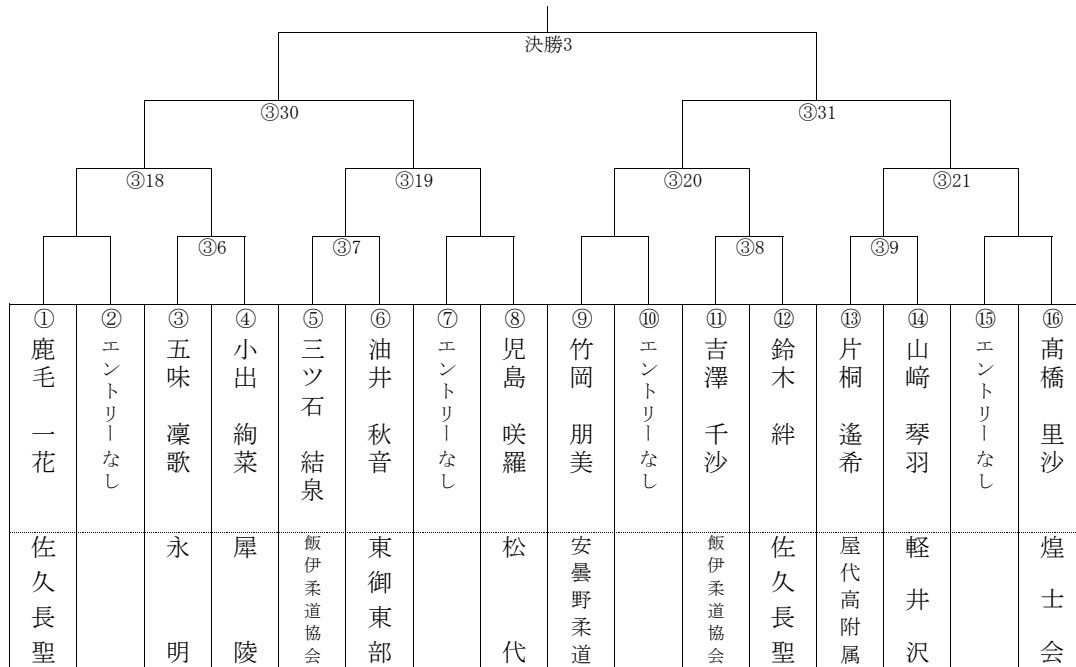 決勝3
③30
③31
③18
③19
③20
③21
③6
③7
③8
③9
①
鹿毛 一花
佐久長聖
②
エントリーなし
③
五味 凜歌
永明
④
小出 絢菜
犀陵
⑤
三ツ石 結泉
飯伊柔道協会
⑥
油井 秋音
東御東部
⑦
エントリーなし
⑧
児島 咲羅
松代
⑨
竹岡 朋美
安曇野柔道
⑩
エントリーなし
⑪
吉澤 千沙
飯伊柔道協会
⑫
鈴木 絆
佐久長聖
⑬
片桐 遙希
屋代高附属
⑭
山﨑 琴羽
軽井沢
⑮
エントリーなし
⑯
髙橋 里沙
煌士会